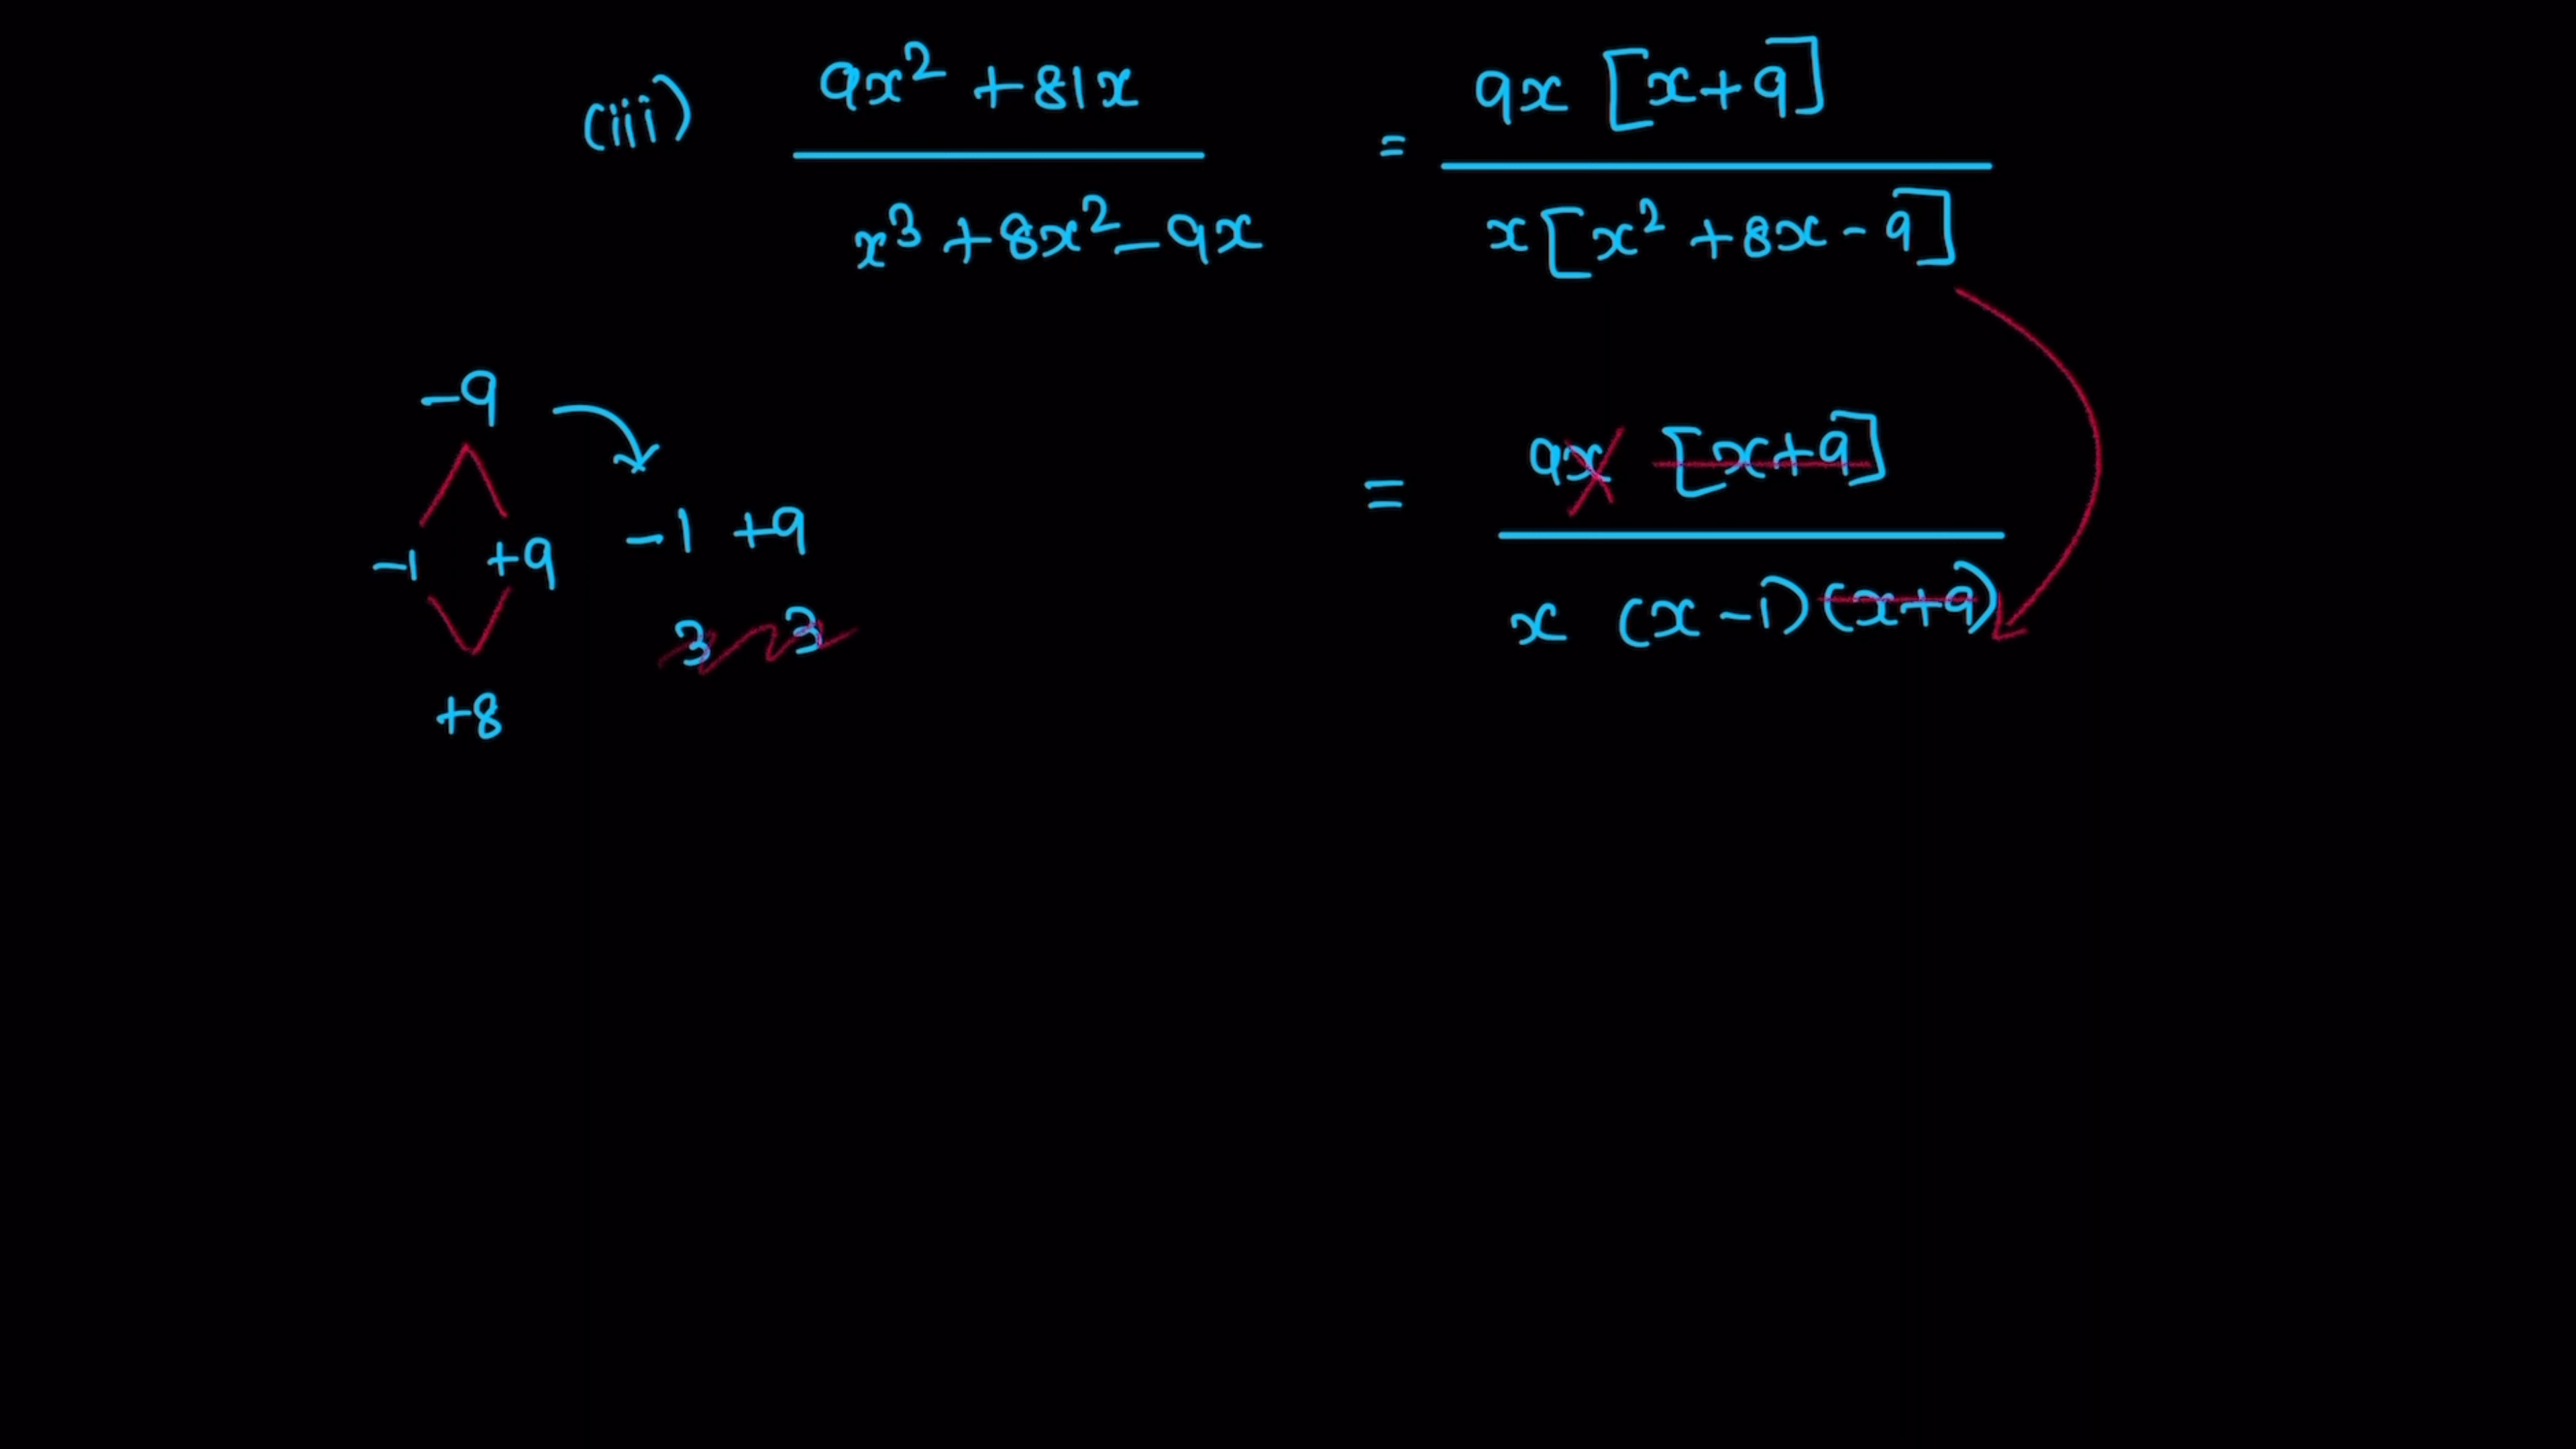 (iii) 9x² + 81x / x³ + 8x² - 9x = 9x [x+9] / x[x² + 8x - 9]
-9
-1 +9
+8
-1 +9
3 3
= 9x [x+9] / x (x-1)(x+9)